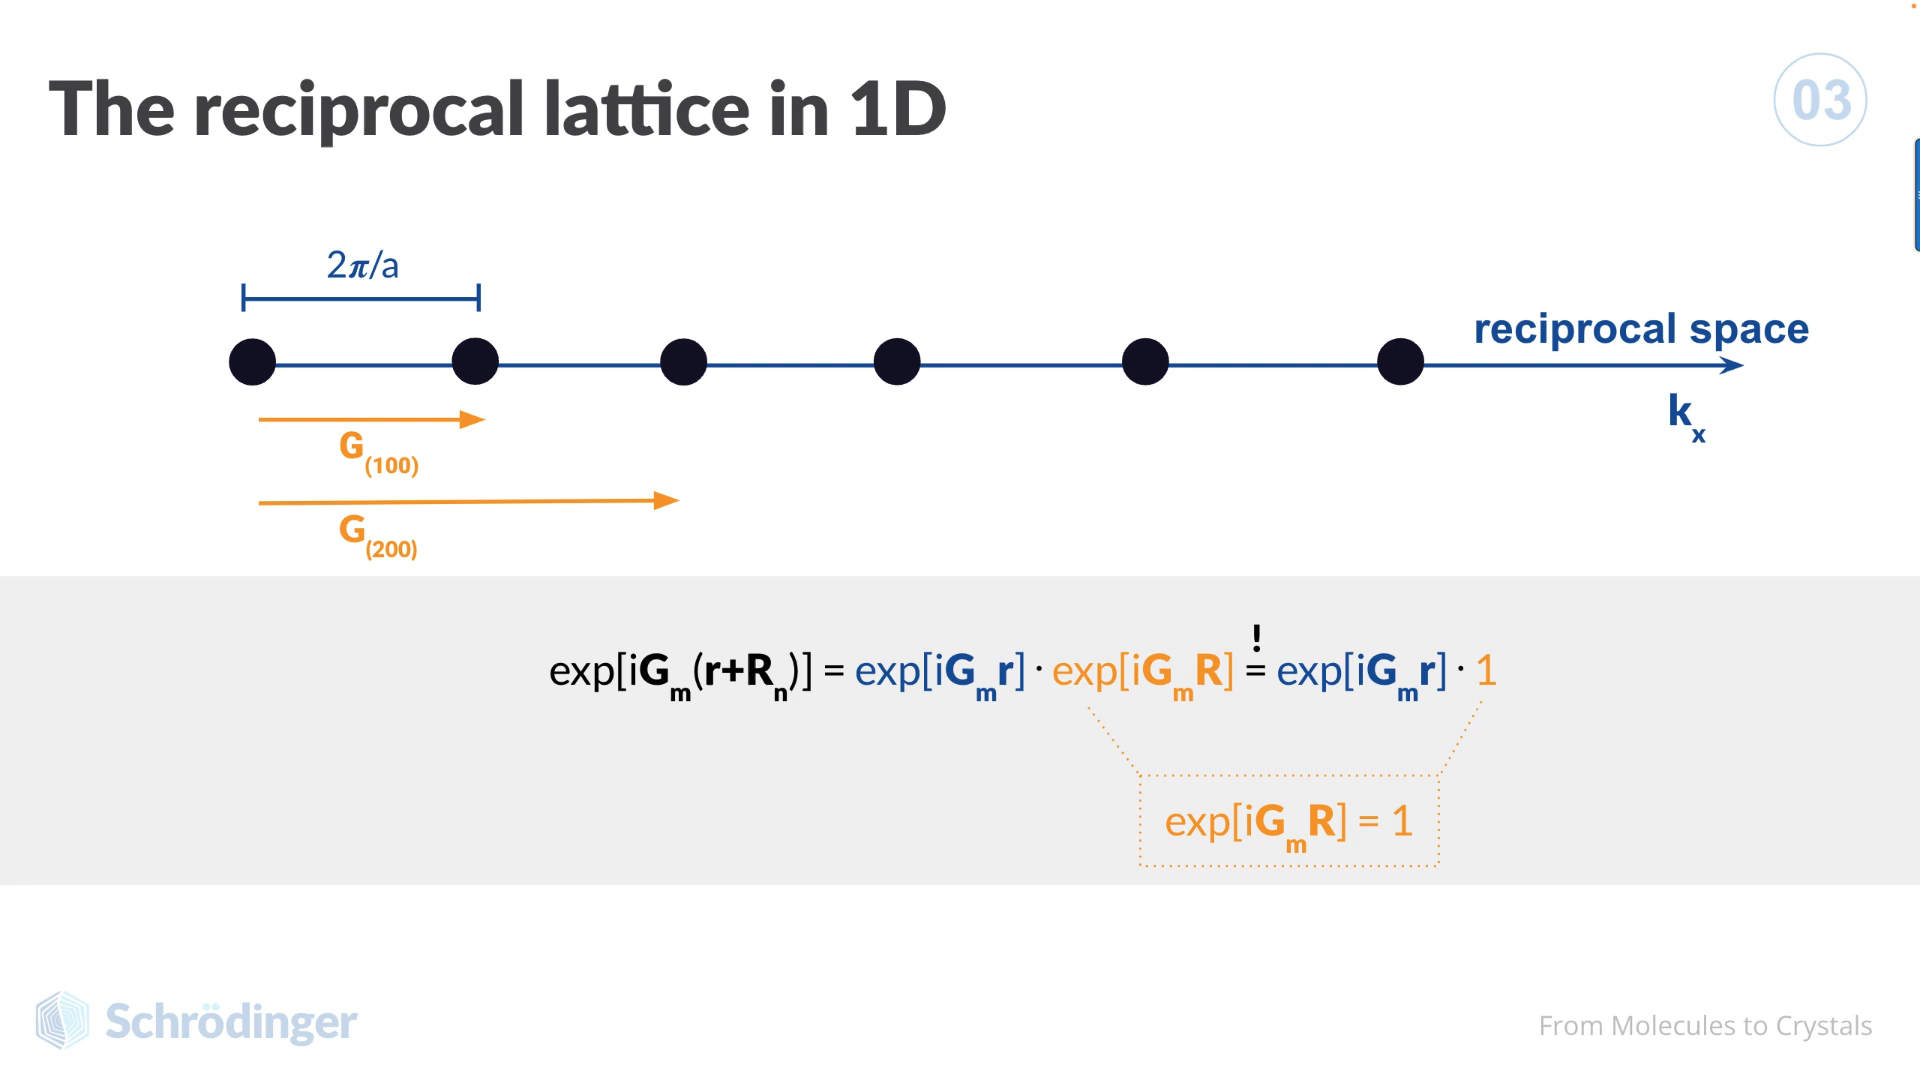 The reciprocal lattice in 1D
03
2π/a
reciprocal space
kx
G(100)
G(200)
exp[iGm(r+Rn)] = exp[iGmr] · exp[iGmR] =! exp[iGmr] · 1
exp[iGmR] = 1
Schrödinger
From Molecules to Crystals